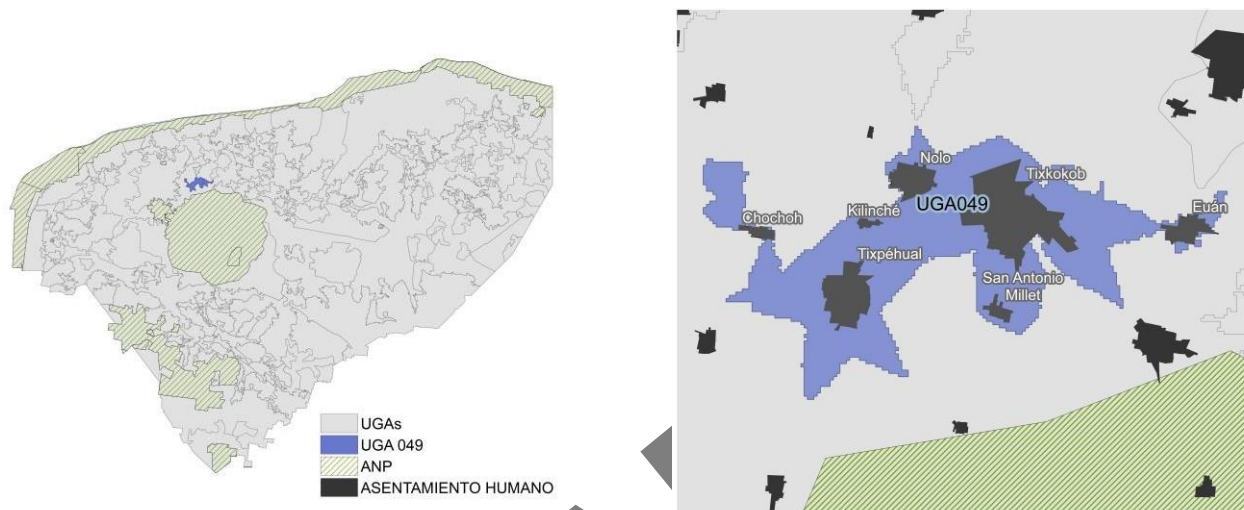 UGAs
UGA 049
ANP
ASENTAMIENTO HUMANO
Nolo
Tixkokob
UGA049
Kilinché
Euán
Chochoh
Tixpéhual
San Antonio
Millet